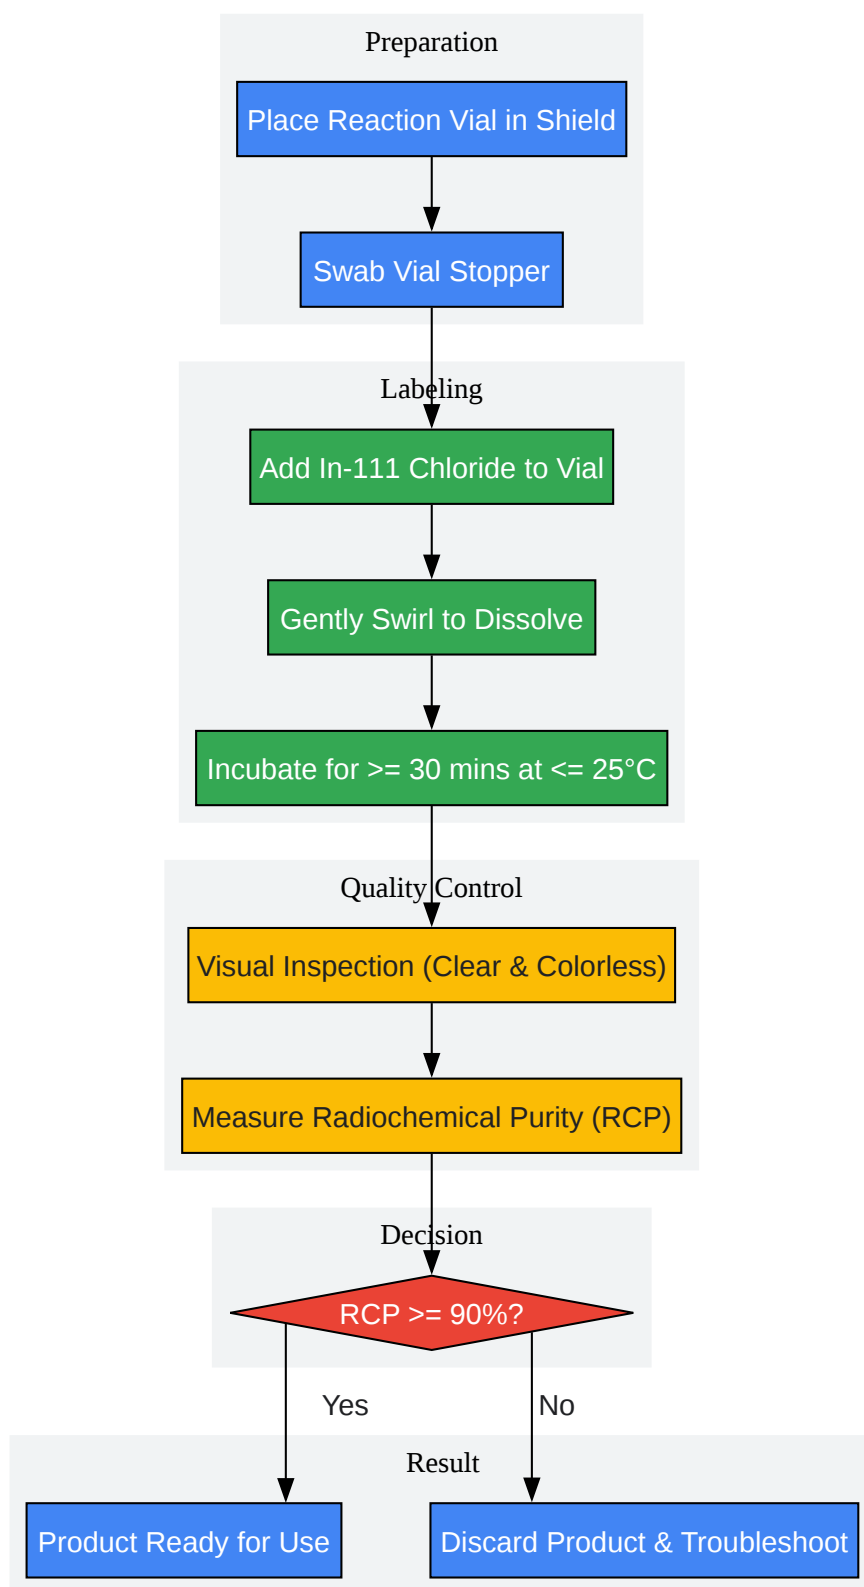 Preparation
Place Reaction Vial in Shield
Swab Vial Stopper
Labeling
Add In-111 Chloride to Vial
Gently Swirl to Dissolve
Incubate for >= 30 mins at <= 25°C
Quality Control
Visual Inspection (Clear & Colorless)
Measure Radiochemical Purity (RCP)
Decision
RCP >= 90%?
Yes
No
Result
Product Ready for Use
Discard Product & Troubleshoot